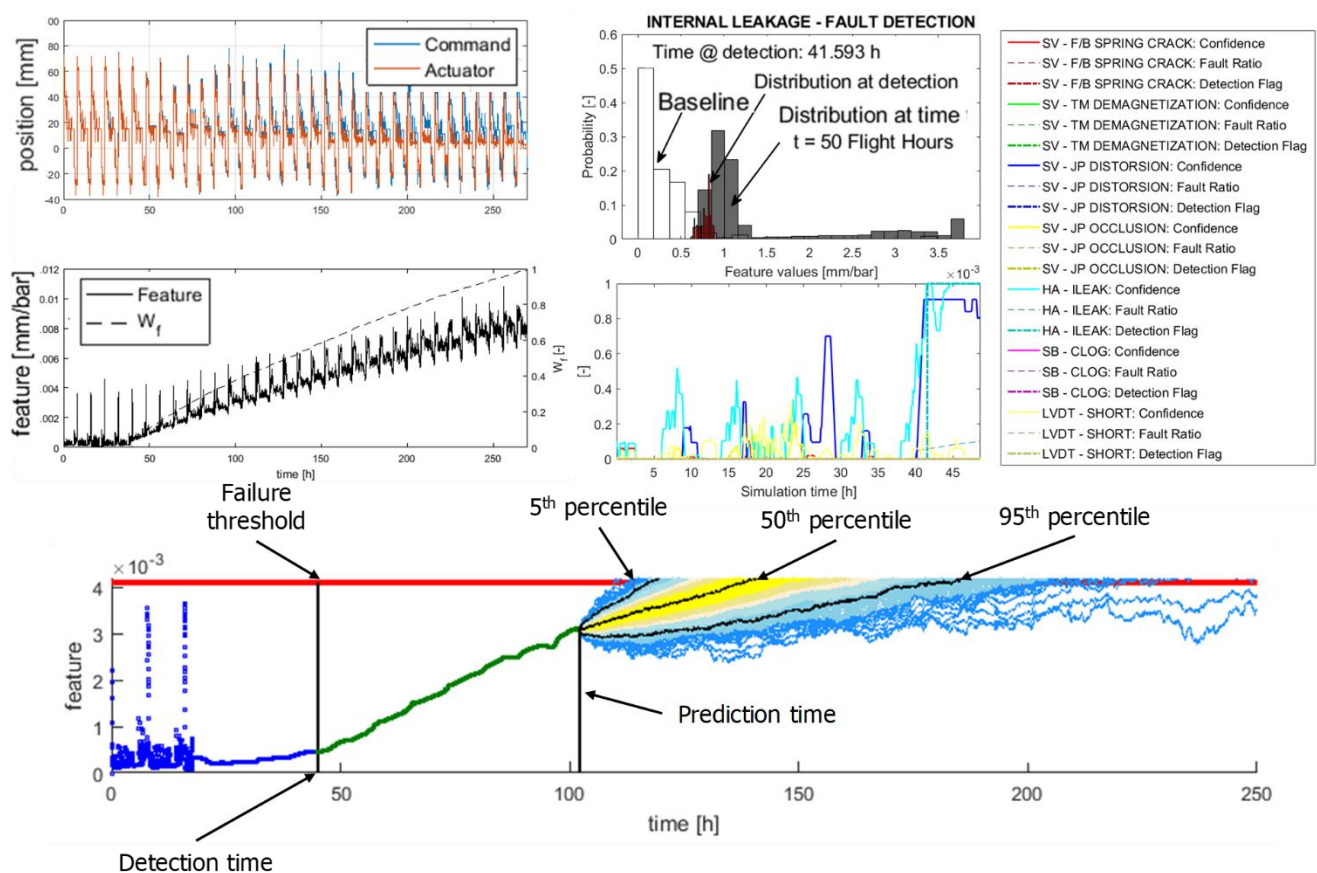 00
80
60
40
20
0
-20
-40
0
50
100
150
200
250
position [mm]
Command
Actuator
INTERNAL LEAKAGE - FAULT DETECTION
0.6
0.5
0.4
0.3
0.2
0.1
0
Probability [-]
Time @ detection: 41.593 h
Distribution at detection
Baseline
Distribution at time
t = 50 Flight Hours
0
0.5
1
1.5
2
2.5
3
3.5
Feature values [mm/bar]
×10⁻³
SV - F/B SPRING CRACK: Confidence
SV - F/B SPRING CRACK: Fault Ratio
SV - F/B SPRING CRACK: Detection Flag
SV - TM DEMAGNETIZATION: Confidence
SV - TM DEMAGNETIZATION: Fault Ratio
SV - TM DEMAGNETIZATION: Detection Flag
SV - JP DISTORSION: Confidence
SV - JP DISTORSION: Fault Ratio
SV - JP DISTORSION: Detection Flag
SV - JP OCCLUSION: Confidence
SV - JP OCCLUSION: Fault Ratio
SV - JP OCCLUSION: Detection Flag
HA - ILEAK: Confidence
HA - ILEAK: Fault Ratio
HA - ILEAK: Detection Flag
SB - CLOG: Confidence
SB - CLOG: Fault Ratio
SB - CLOG: Detection Flag
LVDT - SHORT: Confidence
LVDT - SHORT: Fault Ratio
LVDT - SHORT: Detection Flag
0.012
0.01
.008
.006
.004
.002
0
feature [mm/bar]
Feature
W_f
1
0.8
0.6
0.4
0.2
0
W_f [-]
0
50
100
150
200
250
time [h]
1
0.8
0.6
0.4
0.2
0
[-]
5
10
15
20
25
30
35
40
45
Simulation time [h]
Failure
threshold
5th percentile
50th percentile
95th percentile
×10⁻³
4
3
2
1
0
feature
Prediction time
0
50
100
150
200
250
time [h]
Detection time